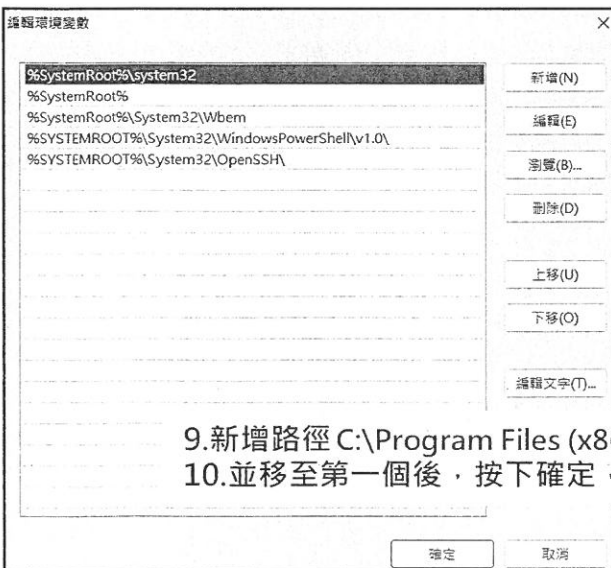 編輯環境變數
%SystemRoot%\system32
%SystemRoot%
%SystemRoot%\System32\Wbem
%SYSTEMROOT%\System32\WindowsPowerShell\v1.0\
%SYSTEMROOT%\System32\OpenSSH\
新增(N)
編輯(E)
瀏覽(B)...
刪除(D)
上移(U)
下移(O)
編輯文字(T)...
9.新增路徑 C:\Program Files (x8
10.並移至第一個後，按下確定
確定
取消